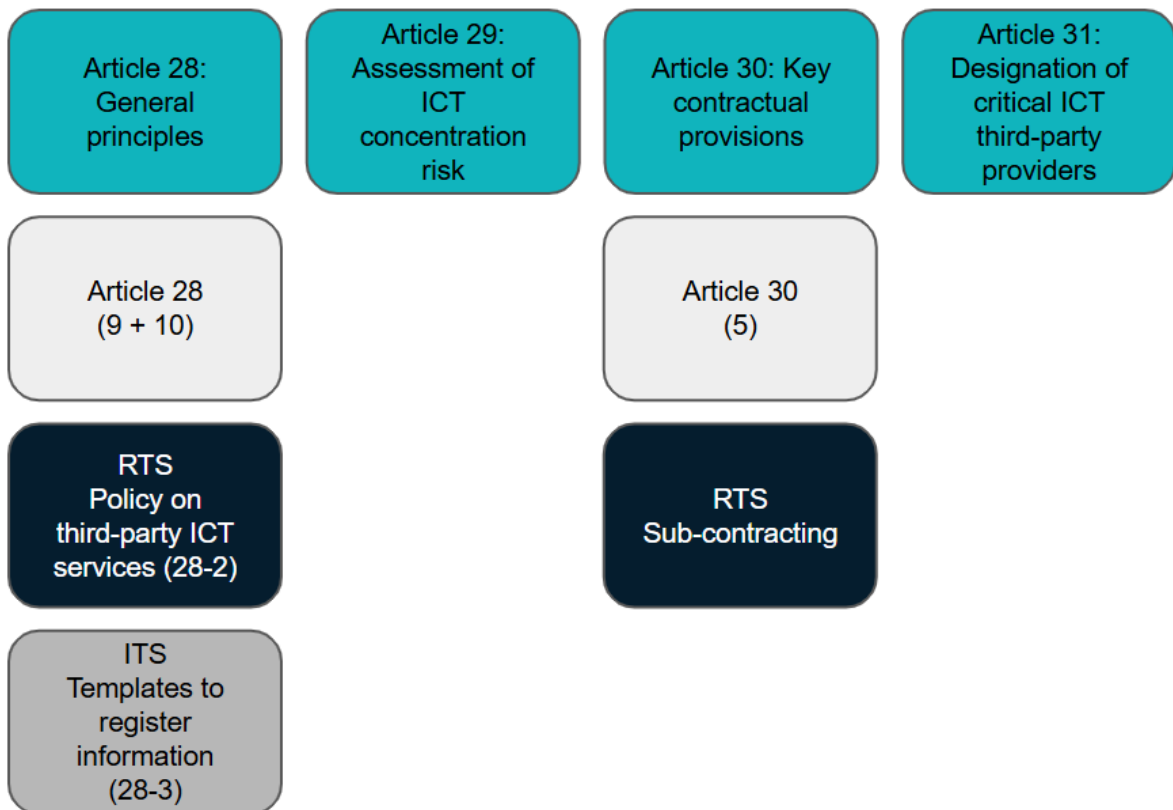 Article 28:
General
principles
Article 29:
Assessment of
ICT
concentration
risk
Article 30: Key
contractual
provisions
Article 31:
Designation of
critical ICT
third-party
providers
Article 28
(9 + 10)
Article 30
(5)
RTS
Policy on
third-party ICT
services (28-2)
RTS
Sub-contracting
ITS
Templates to
register
information
(28-3)